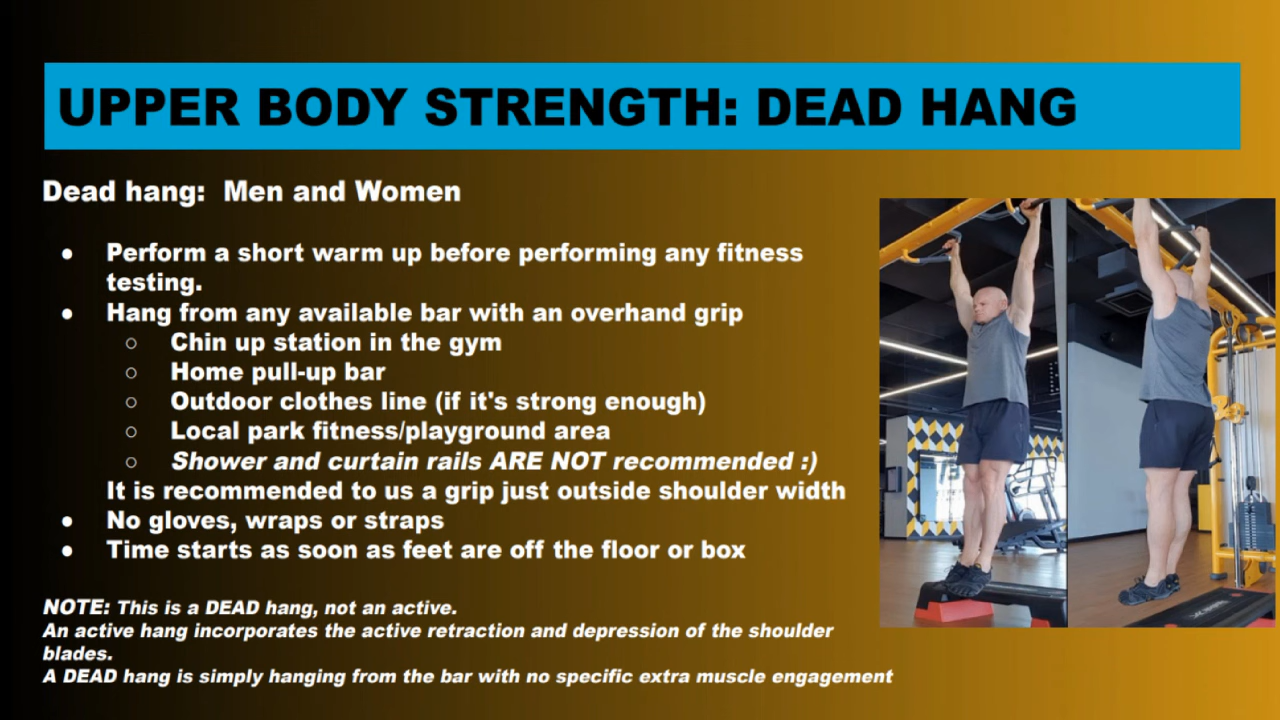 UPPER BODY STRENGTH: DEAD HANG
Dead hang:  Men and Women
● Perform a short warm up before performing any fitness
testing.
● Hang from any available bar with an overhand grip
○ Chin up station in the gym
○ Home pull-up bar
○ Outdoor clothes line (if it's strong enough)
○ Local park fitness/playground area
○ Shower and curtain rails ARE NOT recommended :)
It is recommended to us a grip just outside shoulder width
● No gloves, wraps or straps
● Time starts as soon as feet are off the floor or box
NOTE: This is a DEAD hang, not an active.
An active hang incorporates the active retraction and depression of the shoulder
blades.
A DEAD hang is simply hanging from the bar with no specific extra muscle engagement